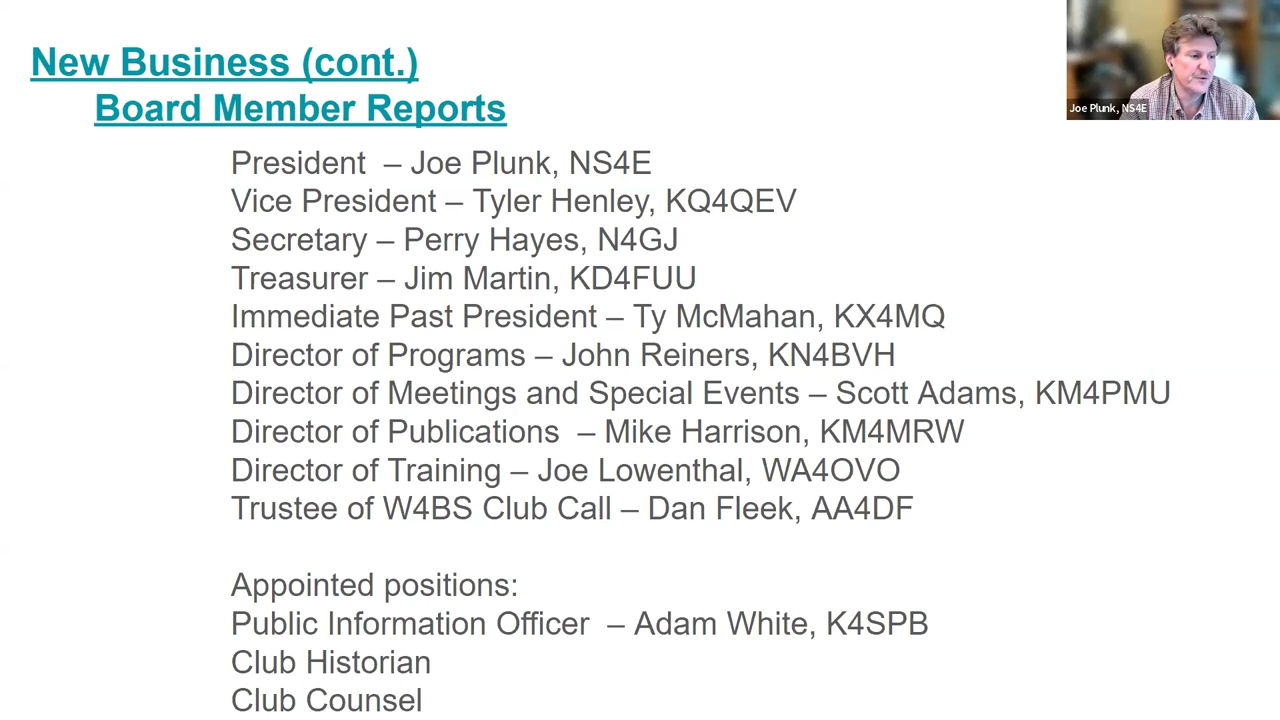 New Business (cont.)
Board Member Reports
Joe Plunk, NS4E
President – Joe Plunk, NS4E
Vice President – Tyler Henley, KQ4QEV
Secretary – Perry Hayes, N4GJ
Treasurer – Jim Martin, KD4FUU
Immediate Past President – Ty McMahan, KX4MQ
Director of Programs – John Reiners, KN4BVH
Director of Meetings and Special Events – Scott Adams, KM4PMU
Director of Publications – Mike Harrison, KM4MRW
Director of Training – Joe Lowenthal, WA4OVO
Trustee of W4BS Club Call – Dan Fleek, AA4DF
Appointed positions:
Public Information Officer – Adam White, K4SPB
Club Historian
Club Counsel